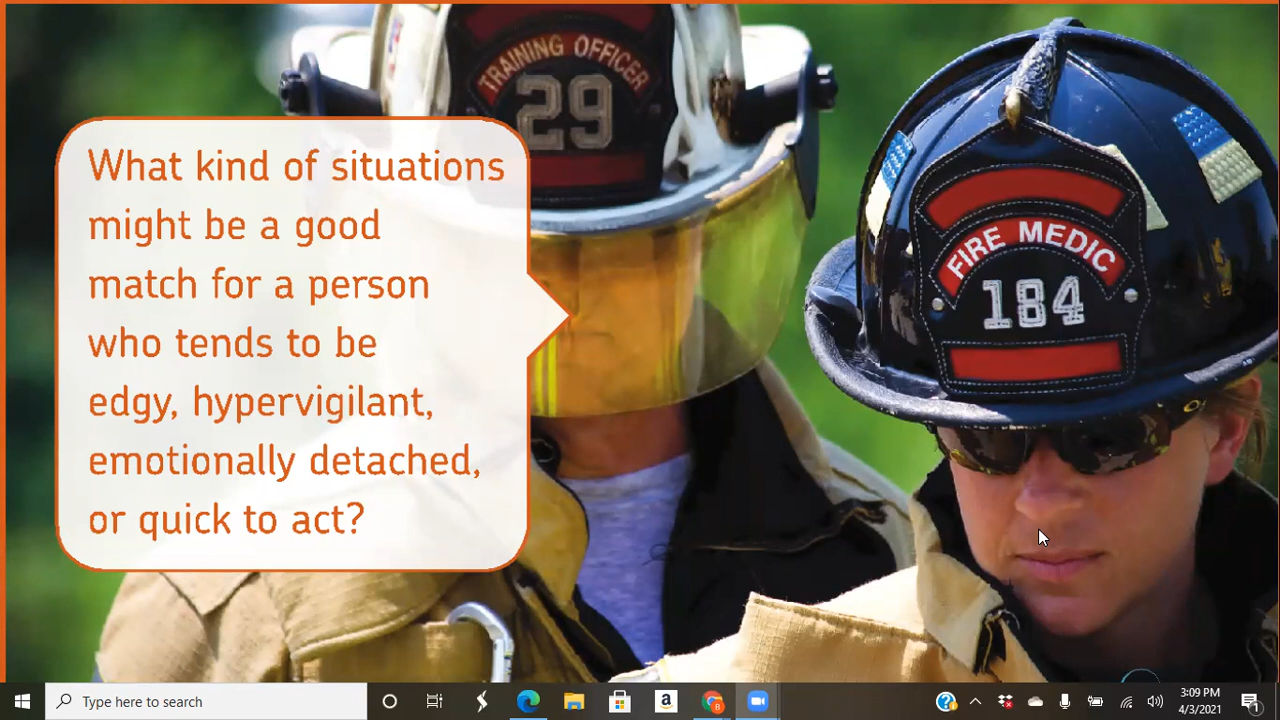 TRAINING OFFICER
29
What kind of situations
might be a good
match for a person
who tends to be
edgy, hypervigilant,
emotionally detached,
or quick to act?
FIRE MEDIC
184
Type here to search
3:09 PM
4/3/2021